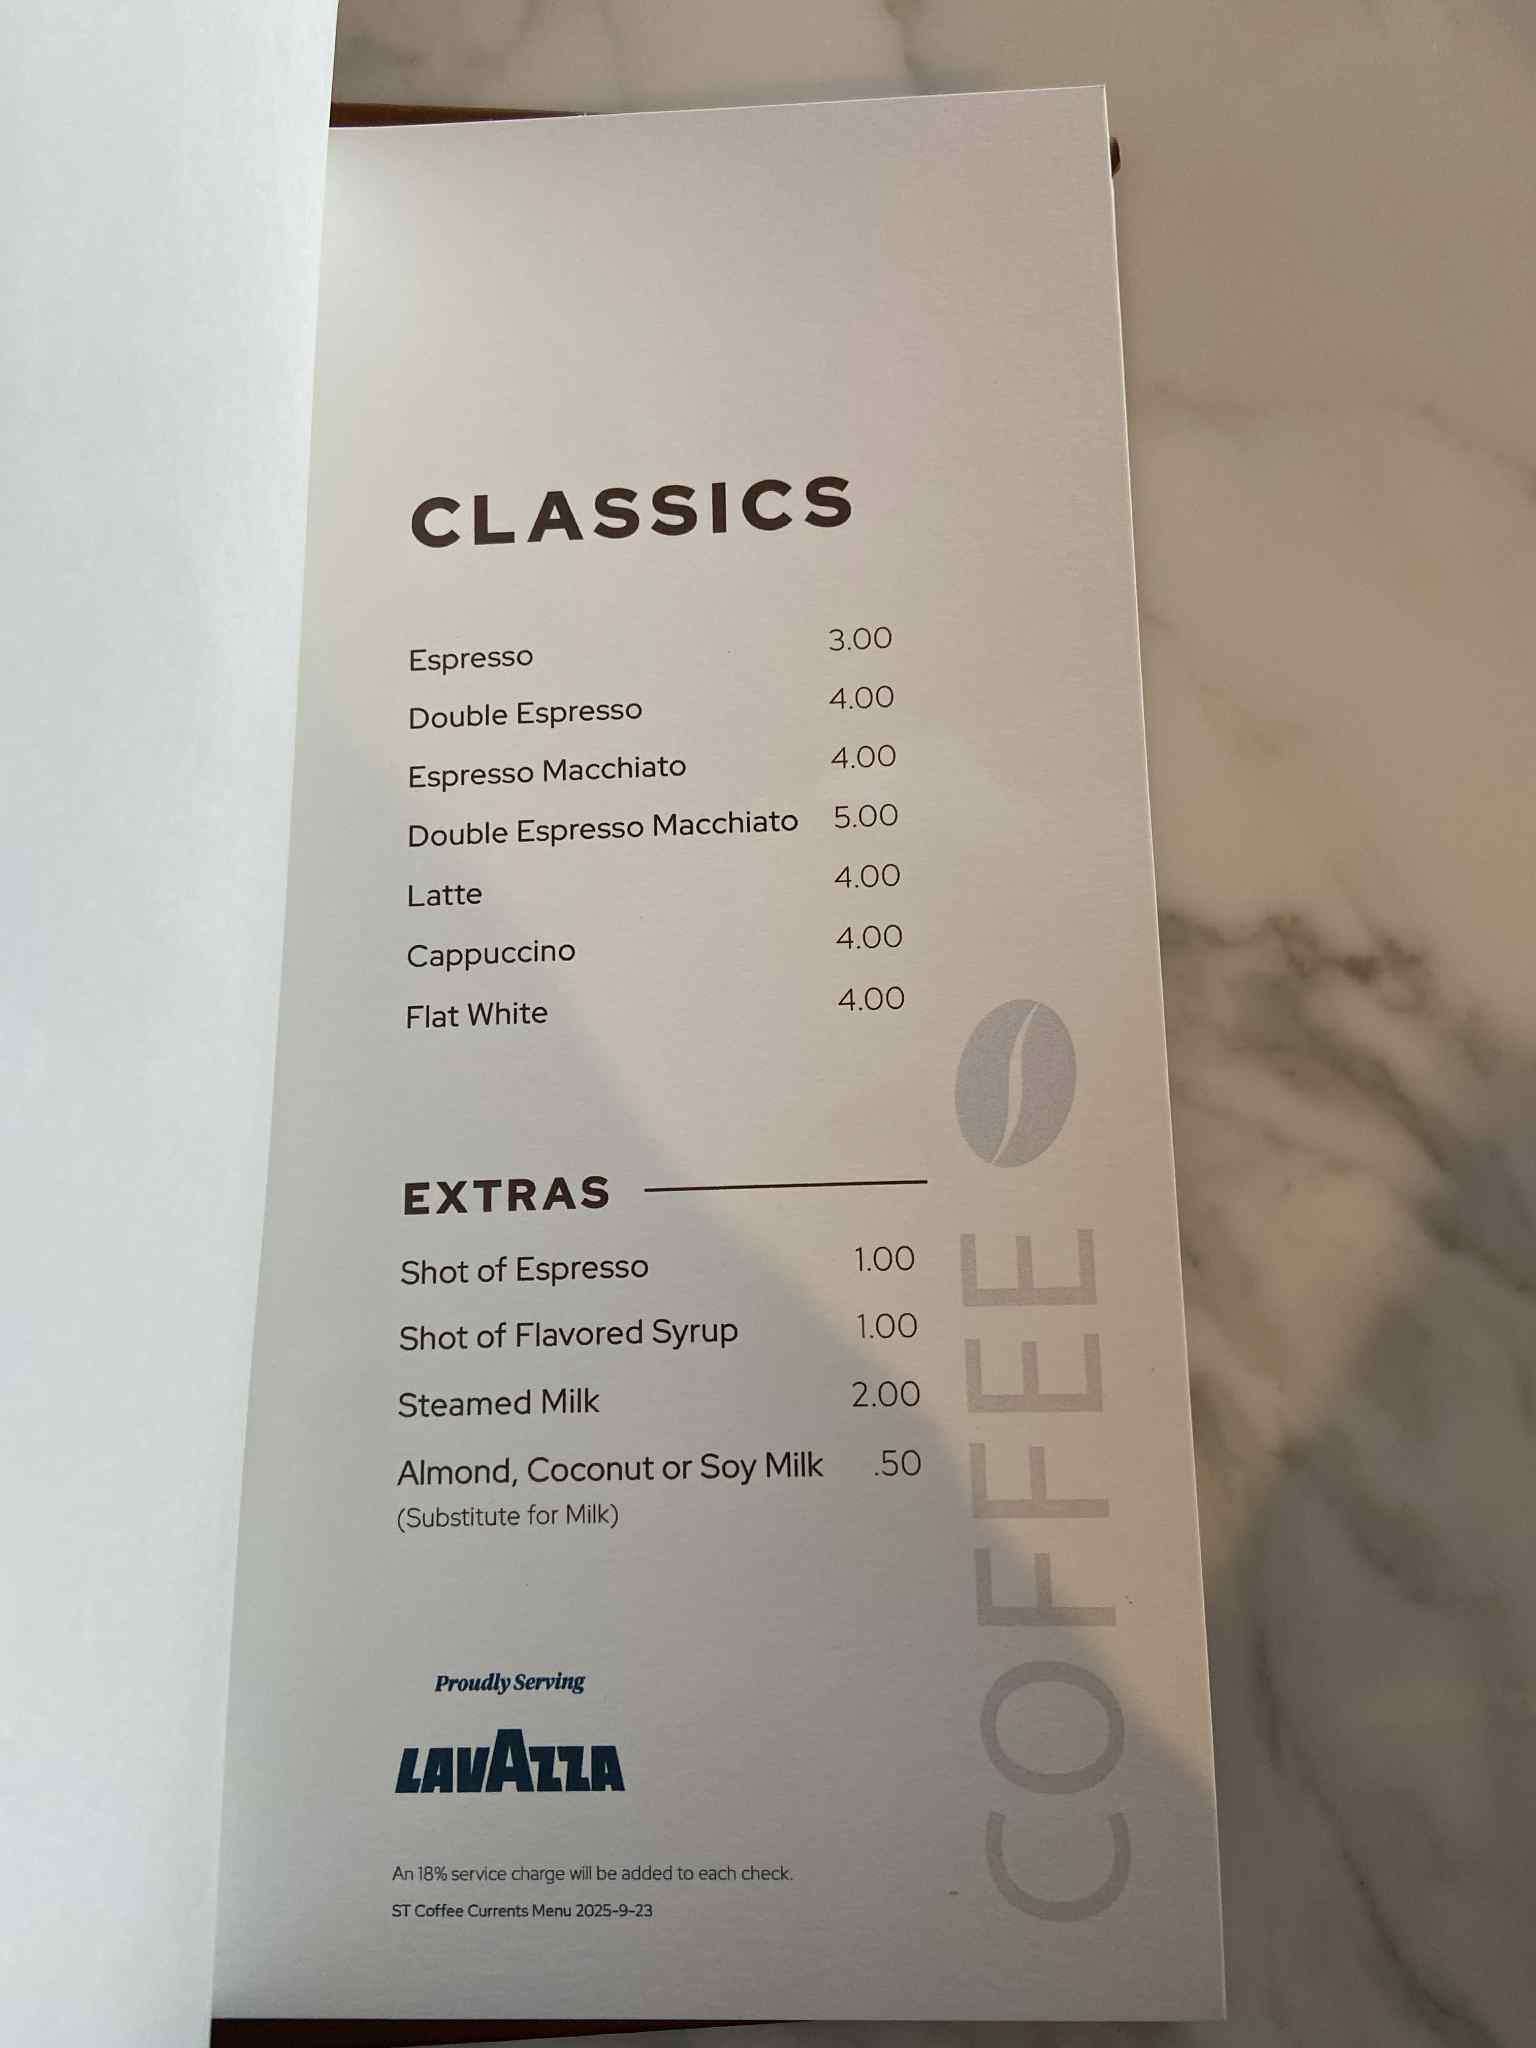 CLASSICS
Espresso 3.00
Double Espresso 4.00
Espresso Macchiato 4.00
Double Espresso Macchiato 5.00
Latte 4.00
Cappuccino 4.00
Flat White 4.00
EXTRAS
Shot of Espresso 1.00
Shot of Flavored Syrup 1.00
Steamed Milk 2.00
Almond, Coconut or Soy Milk .50
(Substitute for Milk)
Proudly Serving
LAVAZZA
An 18% service charge will be added to each check.
ST Coffee Currents Menu 2025-9-23
COFFEE